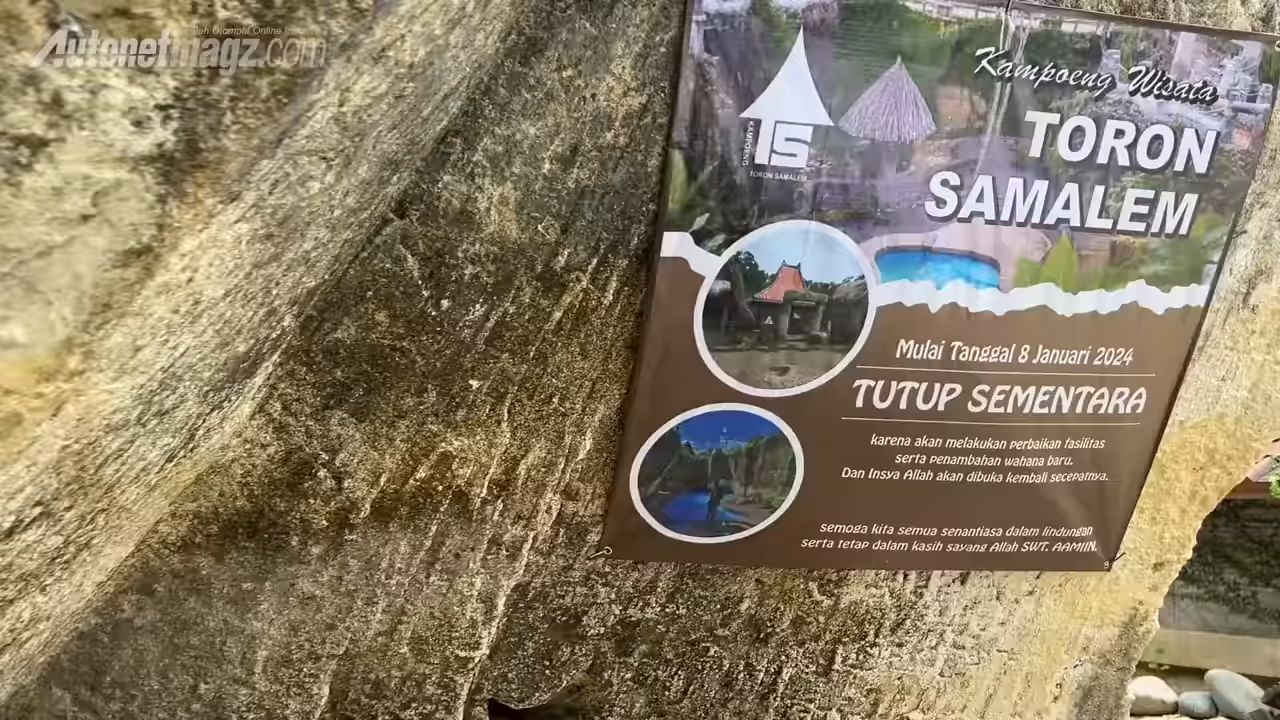 AutonetMagz.com
Kampoeng Wisata
TORON
SAMALEM
KAMPOENG
TS
TORON SAMALEM
Mulai Tanggal 8 Januari 2024
TUTUP SEMENTARA
karena akan melakukan perbaikan fasilitas
serta penambahan wahana baru.
Dan Insya Allah akan dibuka kembali secepatnya.
semoga kita semua senantiasa dalam lindungan
serta tetap dalam kasih sayang Allah SWT. AAMIIN.